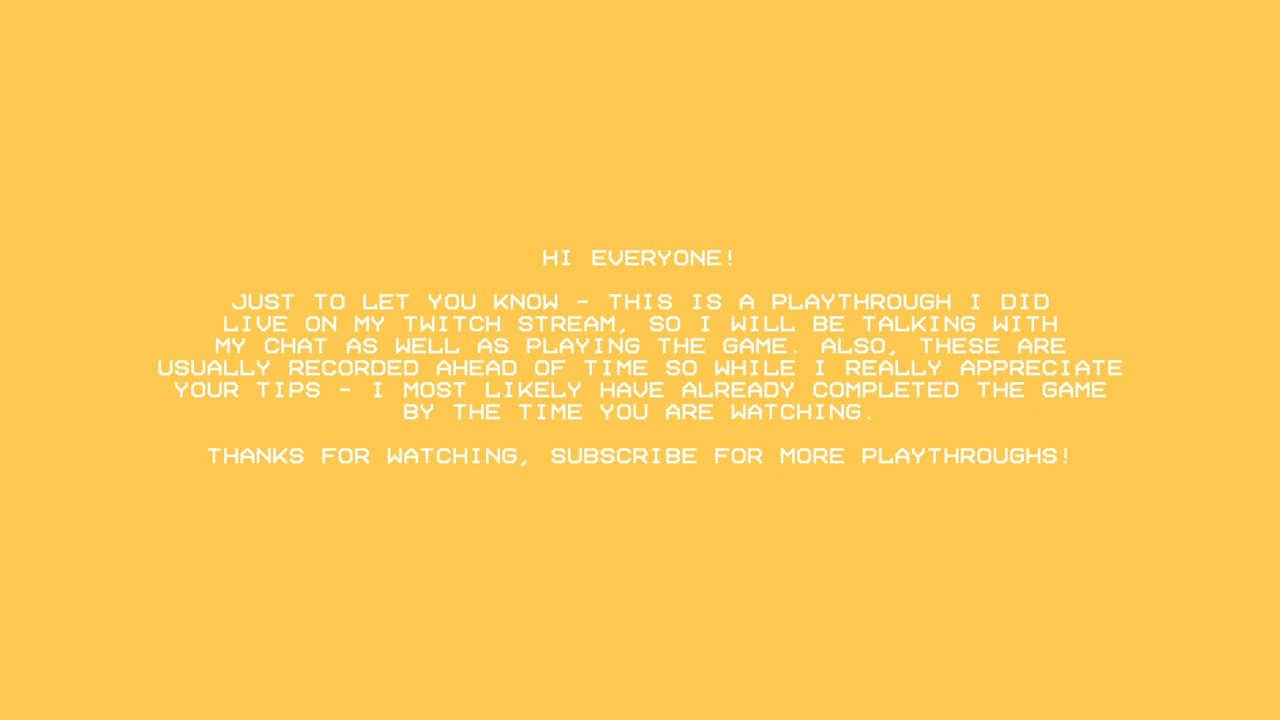 HI EVERYONE!
JUST TO LET YOU KNOW - THIS IS A PLAYTHROUGH I DID
LIVE ON MY TWITCH STREAM, SO I WILL BE TALKING WITH
MY CHAT AS WELL AS PLAYING THE GAME. ALSO, THESE ARE
USUALLY RECORDED AHEAD OF TIME SO WHILE I REALLY APPRECIATE
YOUR TIPS - I MOST LIKELY HAVE ALREADY COMPLETED THE GAME
BY THE TIME YOU ARE WATCHING.
THANKS FOR WATCHING, SUBSCRIBE FOR MORE PLAYTHROUGHS!